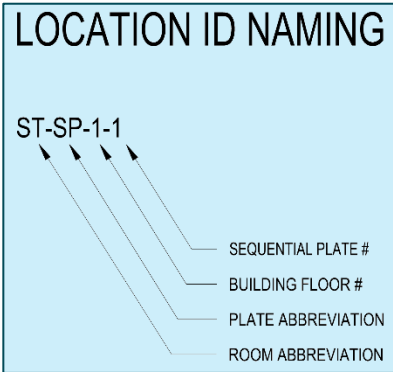 LOCATION ID NAMING
ST-SP-1-1
SEQUENTIAL PLATE #
BUILDING FLOOR #
PLATE ABBREVIATION
ROOM ABBREVIATION